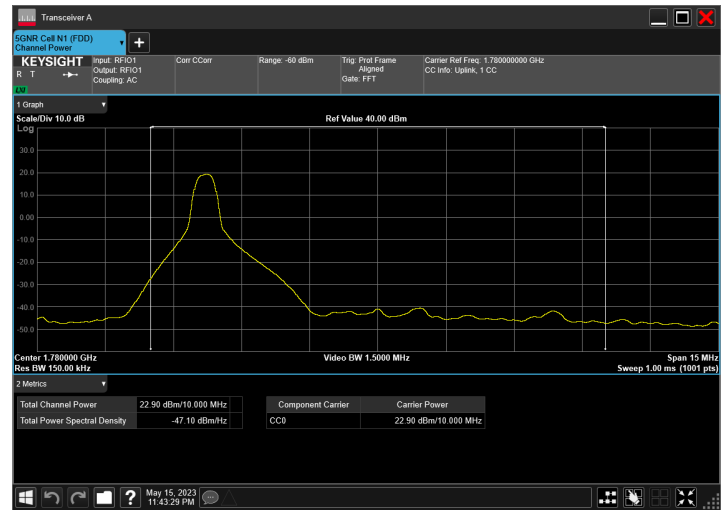 Transceiver A
5GNR Cell N1 (FDD)
Channel Power
KEYSIGHT
R T
LXI
Input: RFIO1
Output: RFIO1
Coupling: AC
Corr CCorr
Range: -60 dBm
Trig: Prot Frame
Aligned
Gate: FFT
Carrier Ref Freq: 1.780000000 GHz
CC Info: Uplink, 1 CC
1 Graph
Scale/Div 10.0 dB
Ref Value 40.00 dBm
Log
30.0
20.0
10.0
0.00
-10.0
-20.0
-30.0
-40.0
-50.0
Center 1.780000 GHz
Video BW 1.5000 MHz
Span 15 MHz
Res BW 150.00 kHz
Sweep 1.00 ms (1001 pts)
2 Metrics
Total Channel Power 22.90 dBm/10.000 MHz
Total Power Spectral Density -47.10 dBm/Hz
Component Carrier Carrier Power
CC0 22.90 dBm/10.000 MHz
?
May 15, 2023
11:43:29 PM